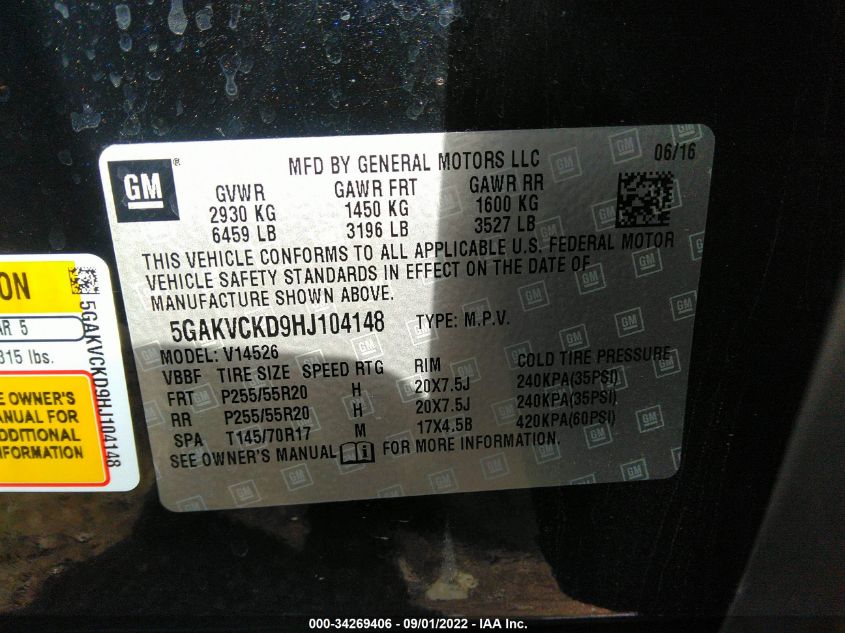 GM ®
MFD BY GENERAL MOTORS LLC
06/16
GVWR GAWR FRT GAWR RR
2930 KG 1450 KG 1600 KG
6459 LB 3196 LB 3527 LB
THIS VEHICLE CONFORMS TO ALL APPLICABLE U.S. FEDERAL MOTOR
VEHICLE SAFETY STANDARDS IN EFFECT ON THE DATE OF
MANUFACTURE SHOWN ABOVE.
5GAKVCKD9HJ104148 TYPE: M.P.V.
MODEL: V14526
VBBF TIRE SIZE SPEED RTG RIM COLD TIRE PRESSURE
FRT P255/55R20 H 20X7.5J 240KPA(35PSI)
RR P255/55R20 H 20X7.5J 240KPA(35PSI)
SPA T145/70R17 M 17X4.5B 420KPA(60PSI)
SEE OWNER'S MANUAL i FOR MORE INFORMATION.
ON
AR 5
315 lbs.
E OWNER'S
ANUAL FOR
DDITIONAL
FORMATION
5GAKVCKD9HJ104148
000-34269406 - 09/01/2022 - IAA Inc.